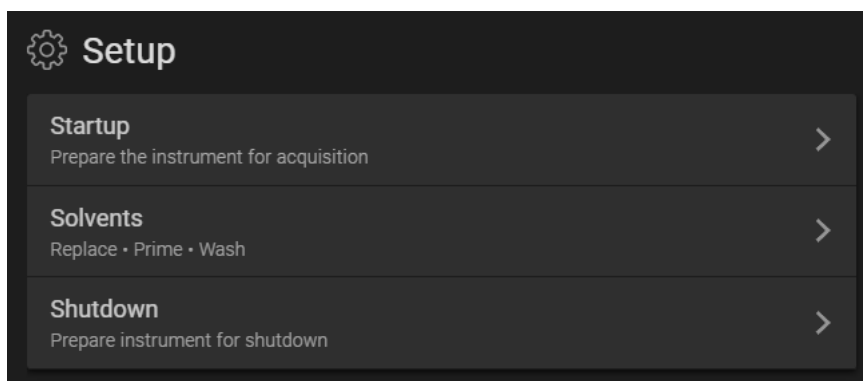 Setup
Startup
Prepare the instrument for acquisition
Solvents
Replace • Prime • Wash
Shutdown
Prepare instrument for shutdown